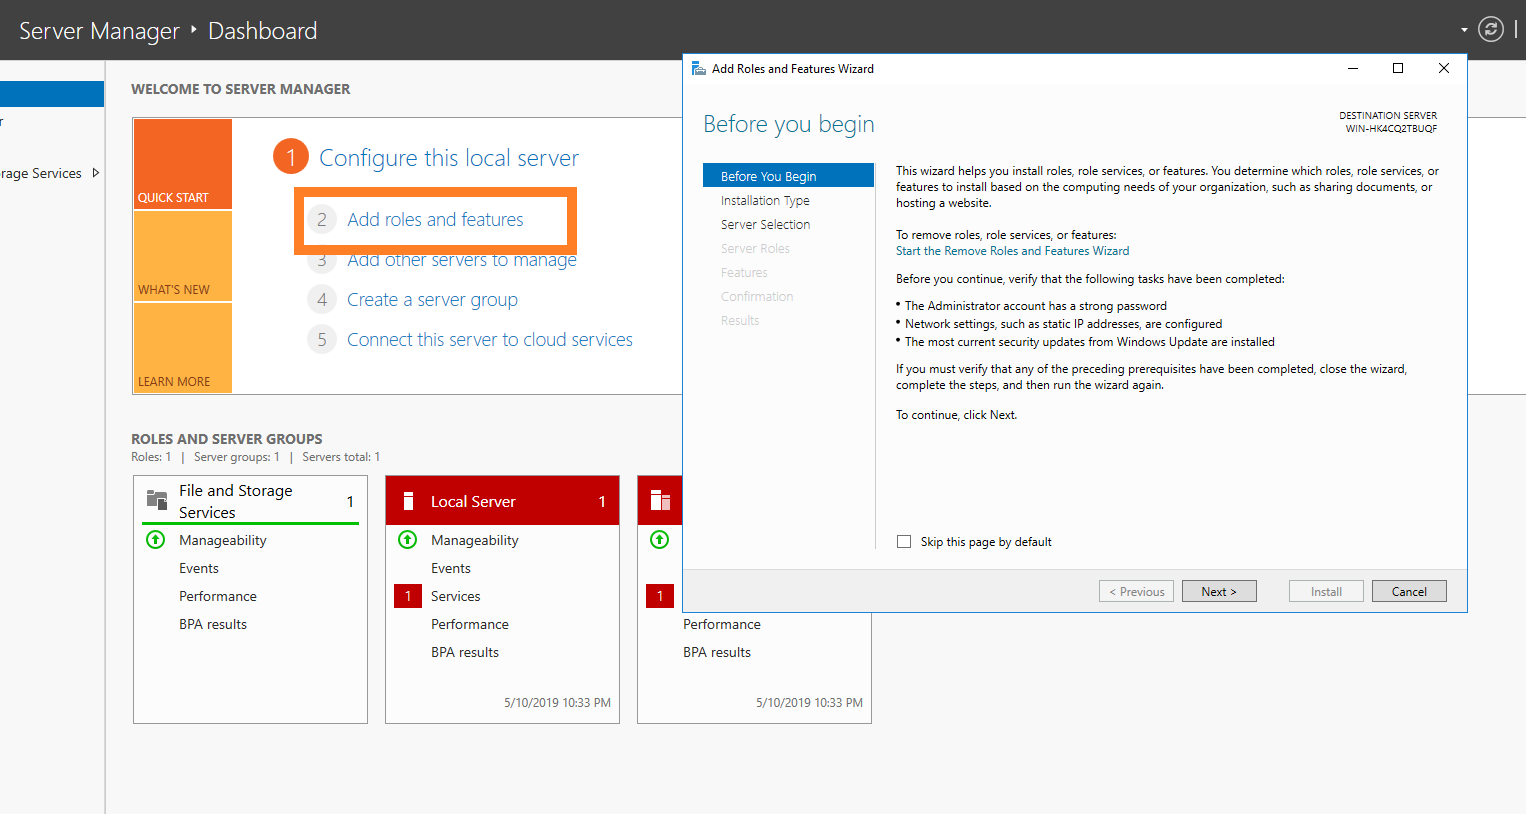 Server Manager ‣ Dashboard
WELCOME TO SERVER MANAGER
QUICK START
WHAT'S NEW
LEARN MORE
1 Configure this local server
2 Add roles and features
3 Add other servers to manage
4 Create a server group
5 Connect this server to cloud services
rage Services
ROLES AND SERVER GROUPS
Roles: 1 | Server groups: 1 | Servers total: 1
File and Storage
Services
1
Manageability
Events
Performance
BPA results
Local Server 1
Manageability
Events
1 Services
Performance
BPA results
5/10/2019 10:33 PM
1
Performance
BPA results
5/10/2019 10:33 PM
Add Roles and Features Wizard
Before you begin
DESTINATION SERVER
WIN-HK4CQ2TBUQF
Before You Begin
Installation Type
Server Selection
Server Roles
Features
Confirmation
Results
This wizard helps you install roles, role services, or features. You determine which roles, role services, or
features to install based on the computing needs of your organization, such as sharing documents, or
hosting a website.
To remove roles, role services, or features:
Start the Remove Roles and Features Wizard
Before you continue, verify that the following tasks have been completed:
• The Administrator account has a strong password
• Network settings, such as static IP addresses, are configured
• The most current security updates from Windows Update are installed
If you must verify that any of the preceding prerequisites have been completed, close the wizard,
complete the steps, and then run the wizard again.
To continue, click Next.
Skip this page by default
< Previous
Next >
Install
Cancel